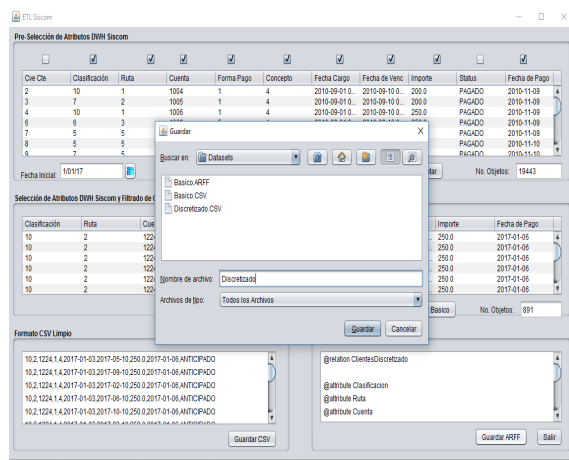 ETL Siscom
Pre-Selección de Atributos DWH Siscom
Cve Cte Clasificación Ruta Cuenta Forma Pago Concepto Fecha Cargo Fecha de Venc Importe Status Fecha de Pago
2 10 1 1004 1 4 2010-09-01 0... 2010-09-10 0... 200.0 PAGADO 2010-11-09
3 7 2 1005 1 4 2010-09-01 0... 2010-09-10 0... 200.0 PAGADO 2010-11-09
4 10 1 1006 1 4 2010-09-01 0... 2010-09-10 0... 250.0 PAGADO 2010-11-09
6 6 3 PAGADO 2010-11-09
7 5 5 PAGADO 2010-11-09
8 5 5 PAGADO 2010-11-10
9 7 5 PAGADO 2010-11-10
Fecha Inicial: 1/01/17 tar No. Objetos: 19443
Guardar X
Buscar en: Datasets
Basico.ARFF
Basico.CSV
Discretizado.CSV
Nombre de archivo: Discretizado
Archivos de tipo: Todos los Archivos
Guardar Cancelar
Selección de Atributos DWH Siscom y Filtrado de
Clasificación Ruta Cue Importe Fecha de Pago
10 2 122 250.0 2017-01-06
10 2 122 250.0 2017-01-06
10 2 122 250.0 2017-01-06
10 2 122 250.0 2017-01-06
10 2 122 250.0 2017-01-06
Basico No. Objetos: 891
Formato CSV Limpio
10,2,1224,1,4,2017-01-03,2017-05-10,250.0,2017-01-06,ANTICIPADO
10,2,1224,1,4,2017-01-03,2017-09-10,250.0,2017-01-06,ANTICIPADO
10,2,1224,1,4,2017-01-03,2017-06-10,250.0,2017-01-06,ANTICIPADO
10,2,1224,1,4,2017-01-03,2017-02-10,250.0,2017-01-06,ANTICIPADO
10,2,1224,1,4,2017-01-03,2017-10-10,250.0,2017-01-06,ANTICIPADO
Guardar CSV
@relation ClientesDiscretizado
@attribute Clasificacion
@attribute Ruta
@attribute Cuenta
Guardar ARFF Salir